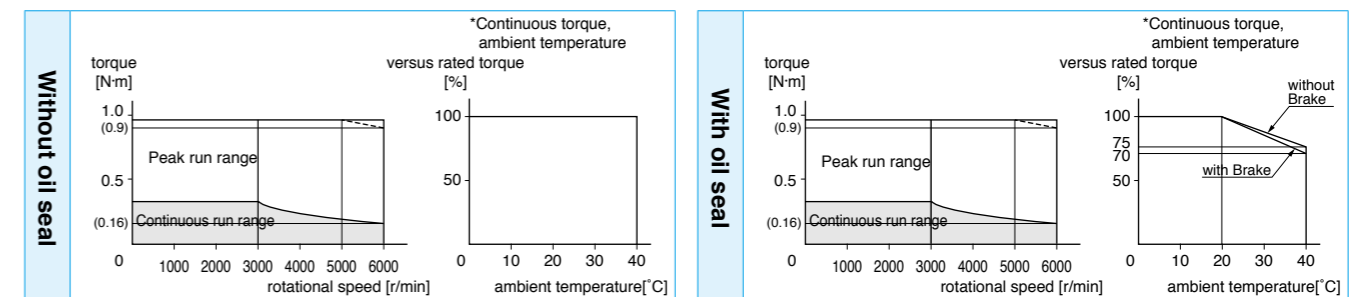 Without oil seal
torque
[N·m]
1.0
(0.9)
0.5
(0.16)
0
Peak run range
Continuous run range
1000 2000 3000 4000 5000 6000
rotational speed [r/min]
*Continuous torque,
ambient temperature
versus rated torque
[%]
100
50
0 10 20 30 40
ambient temperature[˚C]
With oil seal
torque
[N·m]
1.0
(0.9)
0.5
(0.16)
0
Peak run range
Continuous run range
1000 2000 3000 4000 5000 6000
rotational speed [r/min]
*Continuous torque,
ambient temperature
versus rated torque
[%]
100
75
70
50
without
Brake
with Brake
0 10 20 30 40
ambient temperature[˚C]